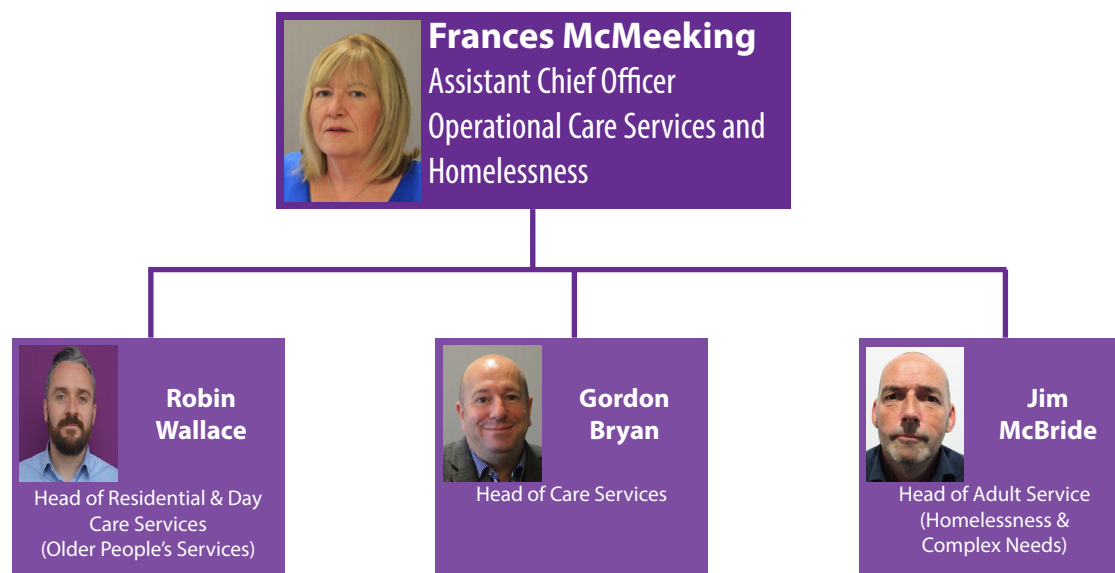 Frances McMeeking
Assistant Chief Officer
Operational Care Services and
Homelessness
Robin
Wallace
Head of Residential & Day
Care Services
(Older People’s Services)
Gordon
Bryan
Head of Care Services
Jim
McBride
Head of Adult Service
(Homelessness &
Complex Needs)